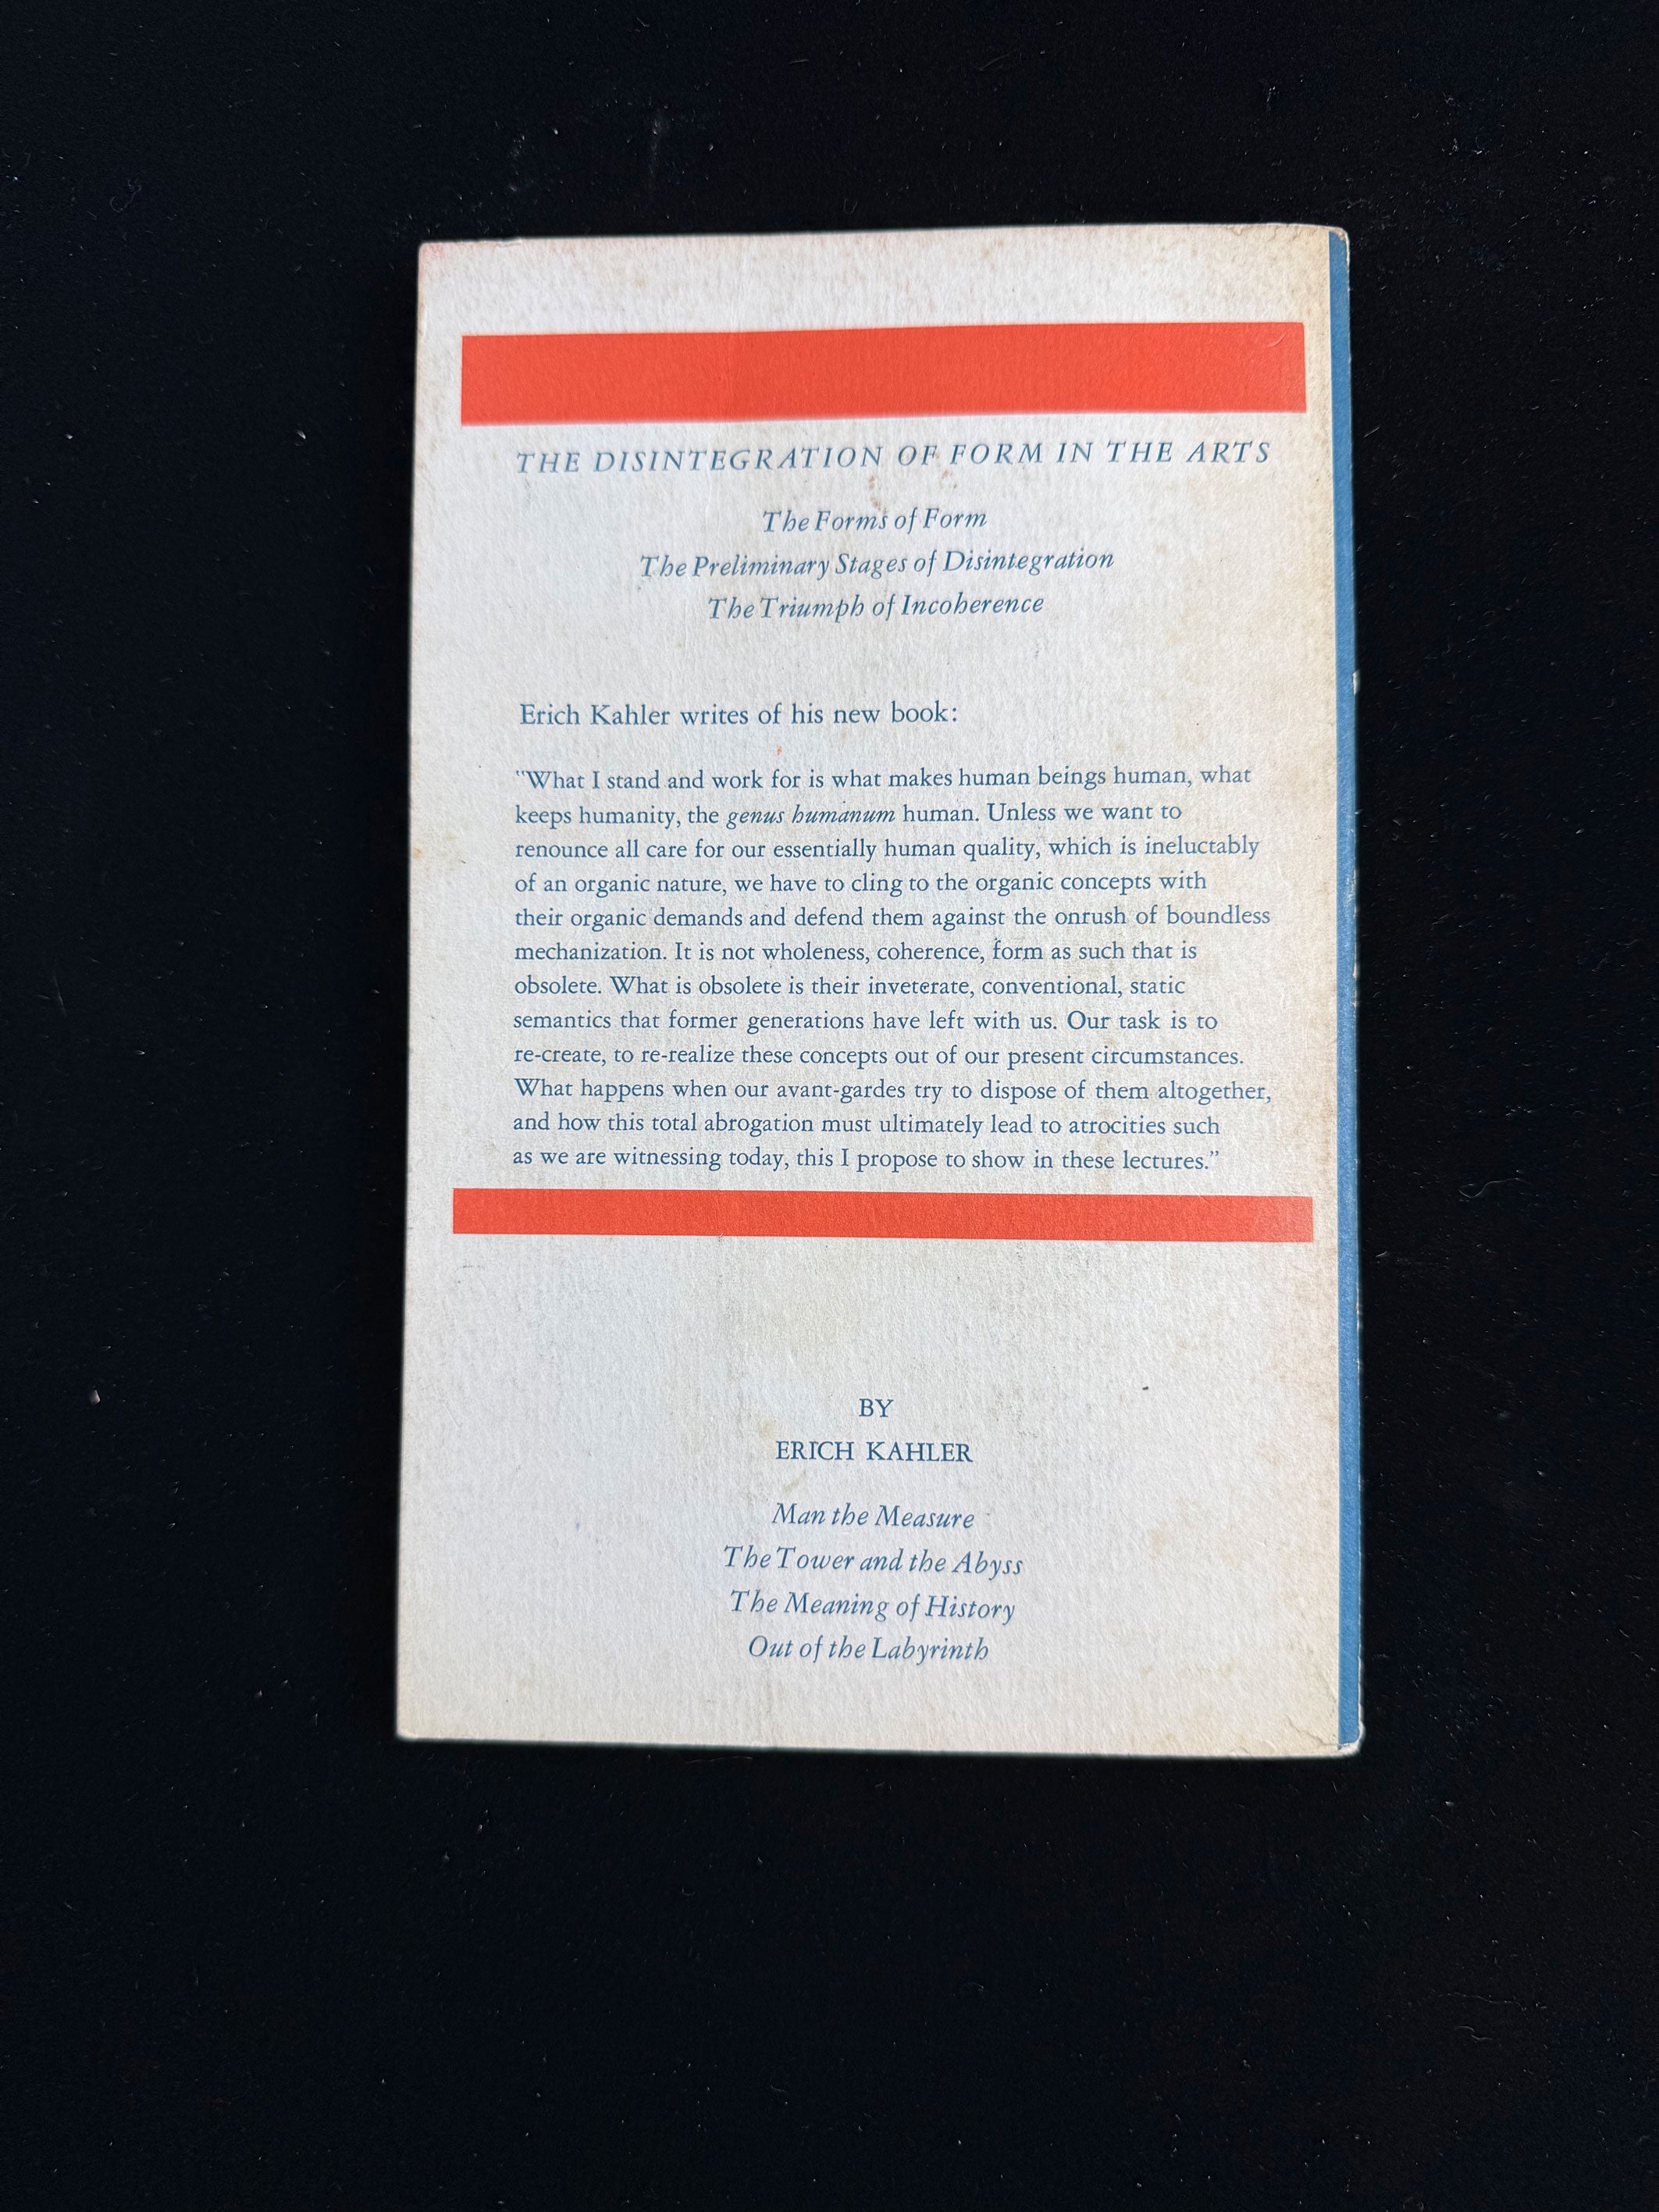 THE DISINTEGRATION OF FORM IN THE ARTS
The Forms of Form
The Preliminary Stages of Disintegration
The Triumph of Incoherence
Erich Kahler writes of his new book:
"What I stand and work for is what makes human beings human, what
keeps humanity, the genus humanum human. Unless we want to
renounce all care for our essentially human quality, which is ineluctably
of an organic nature, we have to cling to the organic concepts with
their organic demands and defend them against the onrush of boundless
mechanization. It is not wholeness, coherence, form as such that is
obsolete. What is obsolete is their inveterate, conventional, static
semantics that former generations have left with us. Our task is to
re-create, to re-realize these concepts out of our present circumstances.
What happens when our avant-gardes try to dispose of them altogether,
and how this total abrogation must ultimately lead to atrocities such
as we are witnessing today, this I propose to show in these lectures."
BY
ERICH KAHLER
Man the Measure
The Tower and the Abyss
The Meaning of History
Out of the Labyrinth